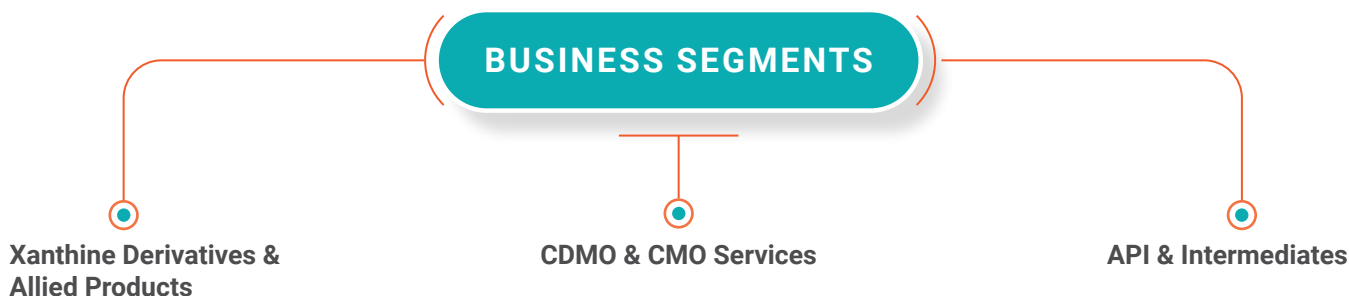 BUSINESS SEGMENTS
Xanthine Derivatives &
Allied Products
CDMO & CMO Services
API & Intermediates